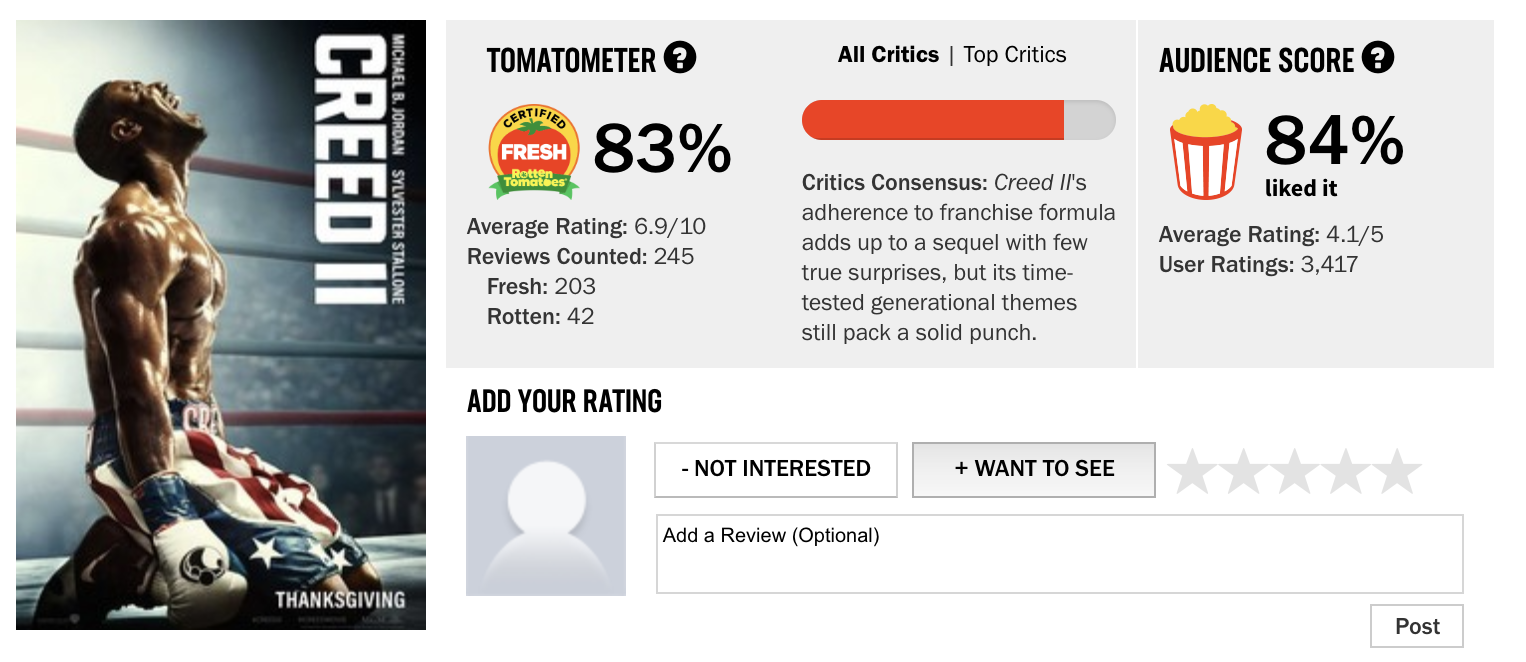 CREED II
MICHAEL B. JORDAN SYLVESTER STALLONE
CRE
THANKSGIVING
TOMATOMETER ?
CERTIFIED
FRESH
Rotten
Tomatoes
83%
Average Rating: 6.9/10
Reviews Counted: 245
Fresh: 203
Rotten: 42
All Critics | Top Critics
Critics Consensus: Creed II's
adherence to franchise formula
adds up to a sequel with few
true surprises, but its time-
tested generational themes
still pack a solid punch.
AUDIENCE SCORE ?
84%
liked it
Average Rating: 4.1/5
User Ratings: 3,417
ADD YOUR RATING
- NOT INTERESTED
+ WANT TO SEE
Add a Review (Optional)
Post